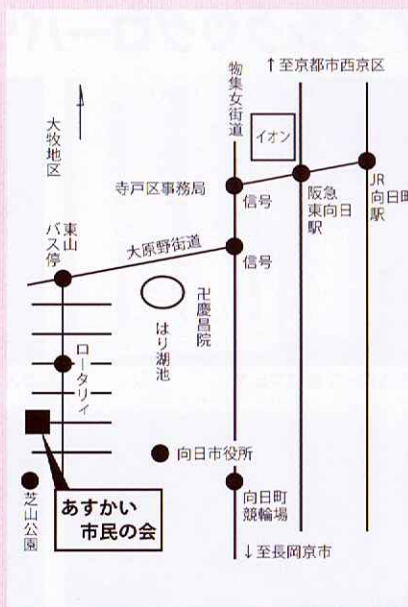 ↑至京都市西京区
物集女街道
イオン
大牧地区
寺戸区事務局
信号
阪急
東向日
駅
JR
向日町
駅
東山
バス停
大原野街道
信号
卍慶昌院
はり湖池
ロータリィ
向日市役所
向日町
競輪場
芝山公園
あすかい
市民の会
↓至長岡京市